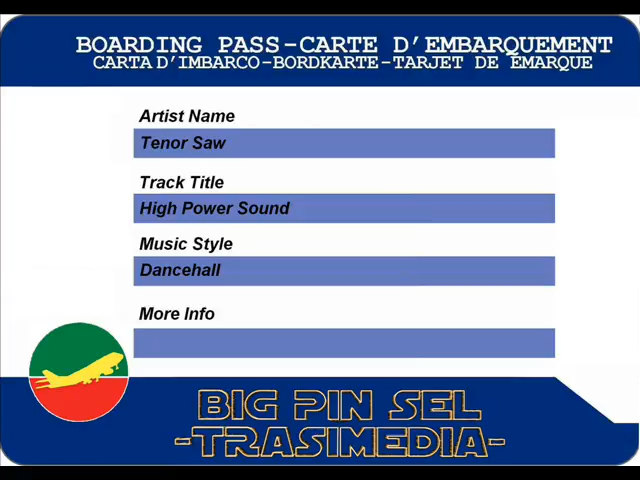 BOARDING PASS-CARTE D'EMBARQUEMENT
CARTA D'IMBARCO-BORDKARTE-TARJET DE EMARQUE
Artist Name
Tenor Saw
Track Title
High Power Sound
Music Style
Dancehall
More Info
BIG PIN SEL
-TRASIMEDIA-